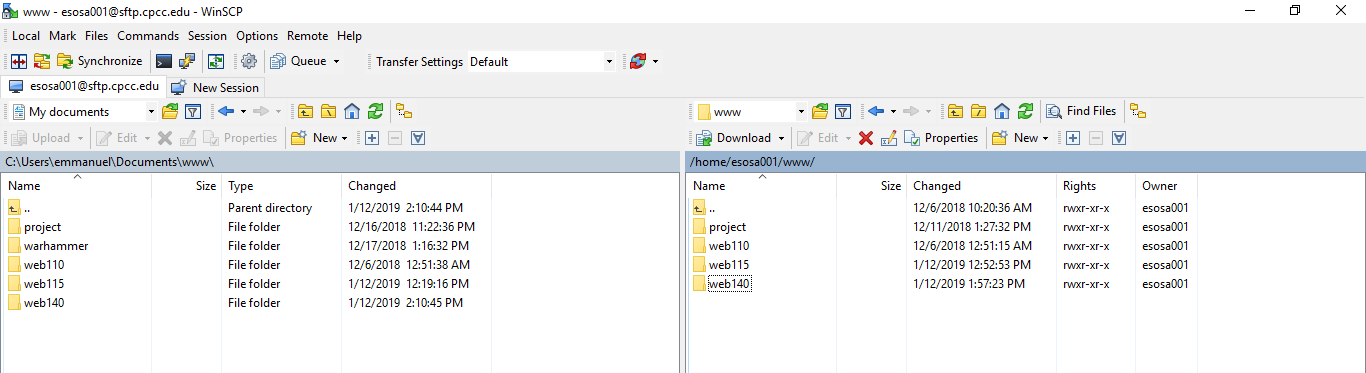 www - esosa001@sftp.cpcc.edu - WinSCP
Local Mark Files Commands Session Options Remote Help
Synchronize Queue Transfer Settings Default
esosa001@sftp.cpcc.edu New Session
My documents www Find Files
Upload Edit Properties New Download Edit Properties New
C:\Users\emmanuel\Documents\www\ /home/esosa001/www/
Name Size Type Changed Name Size Changed Rights Owner
.. Parent directory 1/12/2019 2:10:44 PM .. 12/6/2018 10:20:36 AM rwxr-xr-x esosa001
project File folder 12/16/2018 11:22:36 PM project 12/11/2018 1:27:32 PM rwxr-xr-x esosa001
warhammer File folder 12/17/2018 1:16:32 PM web110 12/6/2018 12:51:15 AM rwxr-xr-x esosa001
web110 File folder 12/6/2018 12:51:38 AM web115 1/12/2019 12:52:53 PM rwxr-xr-x esosa001
web115 File folder 1/12/2019 12:19:16 PM web140 1/12/2019 1:57:23 PM rwxr-xr-x esosa001
web140 File folder 1/12/2019 2:10:45 PM